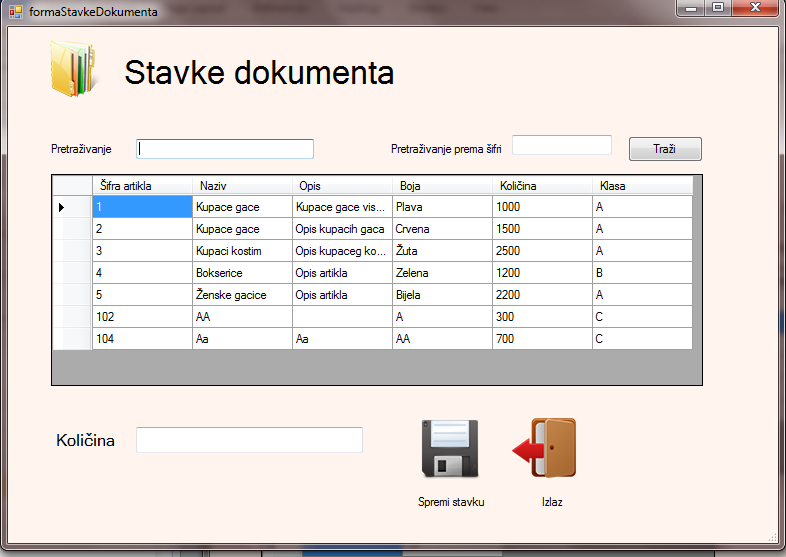 formaStavkeDokumenta
Stavke dokumenta
Pretraživanje Pretraživanje prema šifri Traži
Šifra artikla Naziv Opis Boja Količina Klasa
1 Kupace gace Kupace gace vis... Plava 1000 A
2 Kupace gace Opis kupacih gaca Crvena 1500 A
3 Kupaci kostim Opis kupaceg ko... Žuta 2500 A
4 Bokserice Opis artikla Zelena 1200 B
5 Ženske gacice Opis artikla Bijela 2200 A
102 AA A 300 C
104 Aa Aa AA 700 C
Količina
Spremi stavku Izlaz